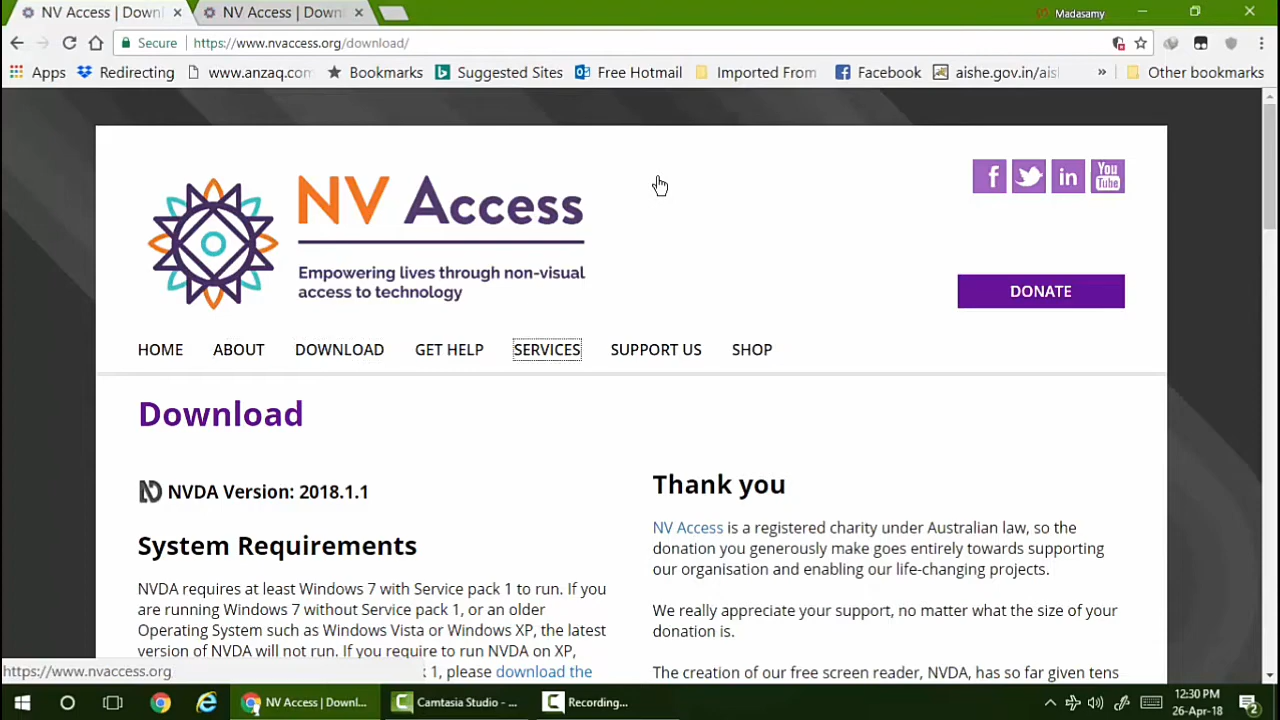 NV Access | Downl
NV Access | Downl
Madasamy
Secure
https://www.nvaccess.org/download/
Apps
Redirecting
www.anzaq.com
Bookmarks
Suggested Sites
Free Hotmail
Imported From
Facebook
aishe.gov.in/aish
»
Other bookmarks
NV Access
Empowering lives through non-visual
access to technology
f
in
You
Tube
DONATE
HOME
ABOUT
DOWNLOAD
GET HELP
SERVICES
SUPPORT US
SHOP
Download
NVDA Version: 2018.1.1
System Requirements
NVDA requires at least Windows 7 with Service pack 1 to run. If you
are running Windows 7 without Service pack 1, or an older
Operating System such as Windows Vista or Windows XP, the latest
version of NVDA will not run. If you require to run NVDA on XP,
k 1, please download the
Thank you
NV Access is a registered charity under Australian law, so the
donation you generously make goes entirely towards supporting
our organisation and enabling our life-changing projects.
We really appreciate your support, no matter what the size of your
donation is.
The creation of our free screen reader, NVDA, has so far given tens
https://www.nvaccess.org
NV Access | Downl...
Camtasia Studio - ...
Recording...
12:30 PM
26-Apr-18
2